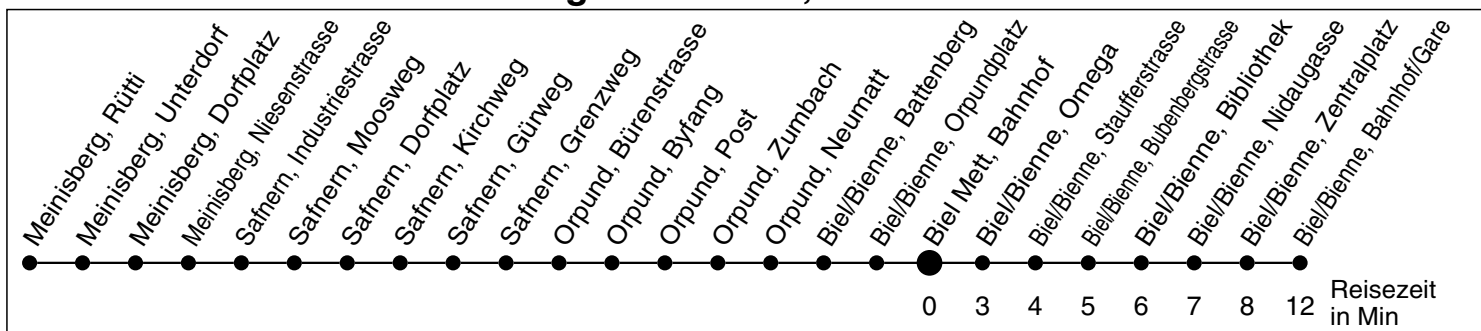 Meinisberg, Rütti
Meinisberg, Unterdorf
Meinisberg, Dorfplatz
Meinisberg, Niesenstrasse
Safnern, Industriestrasse
Safnern, Moosweg
Safnern, Dorfplatz
Safnern, Kirchweg
Safnern, Gürweg
Safnern, Grenzweg
Orpund, Bürenstrasse
Orpund, Byfang
Orpund, Post
Orpund, Zumbach
Orpund, Neumatt
Biel/Bienne, Battenberg
Biel/Bienne, Orpundplatz
Biel Mett, Bahnhof
Biel/Bienne, Omega
Biel/Bienne, Stauffferstrasse
Biel/Bienne, Bubenbergstrasse
Biel/Bienne, Bibliothek
Biel/Bienne, Nidaugasse
Biel/Bienne, Zentralplatz
Biel/Bienne, Bahnhof/Gare
0 3 4 5 6 7 8 12 Reisezeit
in Min